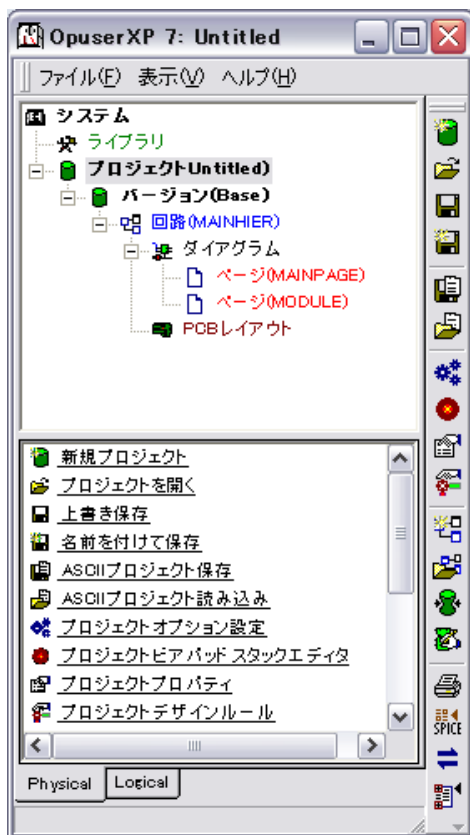 OpuserXP 7: Untitled
ファイル(F) 表示(V) ヘルプ(H)
システム
ライブラリ
プロジェクトUntitled)
バージョン(Base)
回路(MAINHIER)
ダイアグラム
ページ(MAINPAGE)
ページ(MODULE)
PCBレイアウト
新規プロジェクト
プロジェクトを開く
上書き保存
名前を付けて保存
ASCIIプロジェクト保存
ASCIIプロジェクト読み込み
プロジェクトオプション設定
プロジェクトビアパッドスタックエディタ
プロジェクトプロパティ
プロジェクトデザインルール
SPICE
Physical Logical